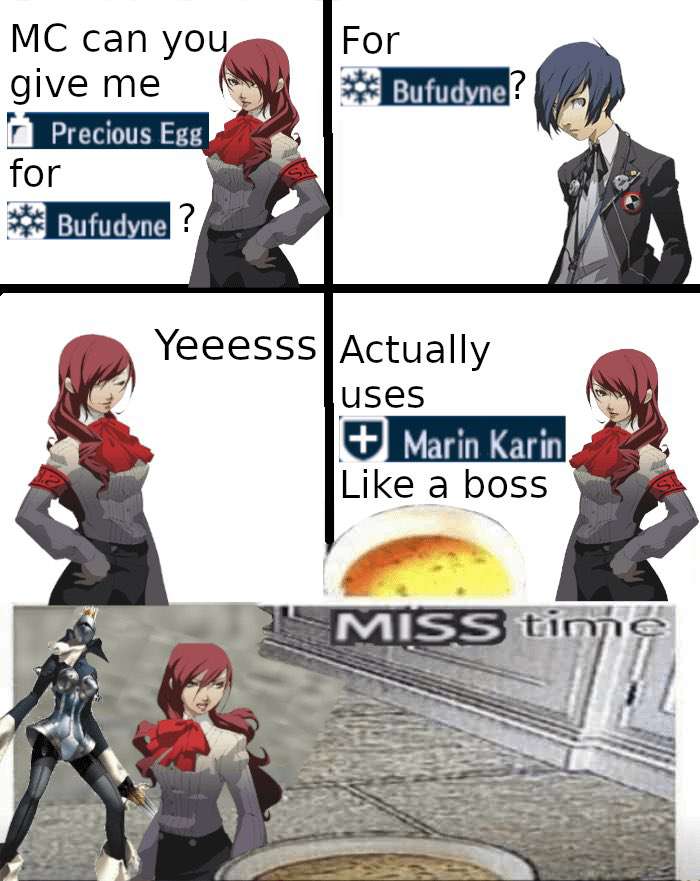 MC can you
give me
Precious Egg
for
Bufudyne ?
For
Bufudyne?
Yeeesss
Actually
uses
Marin Karin
Like a boss
MISS time